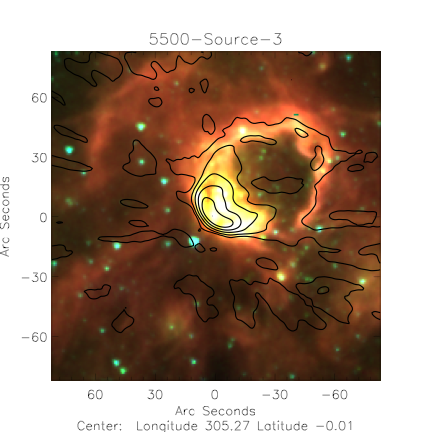 5500-Source-3
60
30
0
-30
-60
Arc Seconds
60 30 0 -30 -60
Arc Seconds
Center: Longitude 305.27 Latitude -0.01